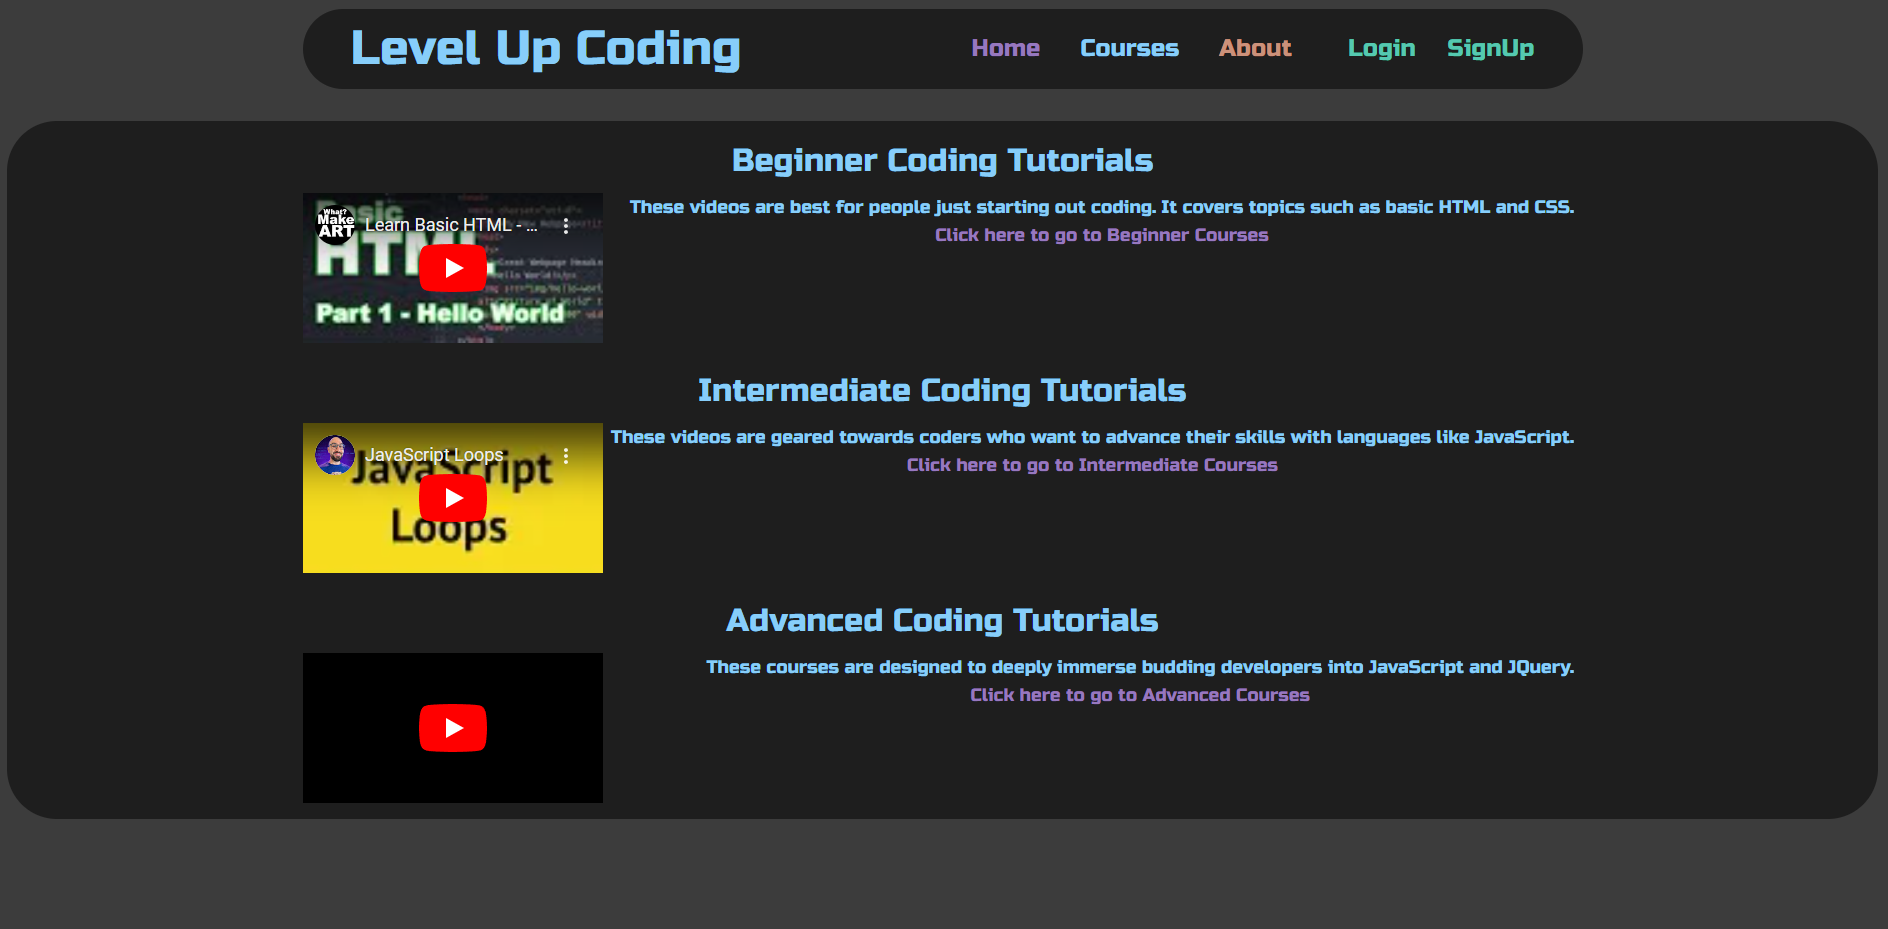 Level Up Coding
Home Courses About Login SignUp
Beginner Coding Tutorials
These videos are best for people just starting out coding. It covers topics such as basic HTML and CSS.
Click here to go to Beginner Courses
What?
Make
ART
Learn Basic HTML - ...
Basic
HTML
Part 1 - Hello World
Intermediate Coding Tutorials
These videos are geared towards coders who want to advance their skills with languages like JavaScript.
Click here to go to Intermediate Courses
JavaScript Loops
JavaScript
Loops
Advanced Coding Tutorials
These courses are designed to deeply immerse budding developers into JavaScript and JQuery.
Click here to go to Advanced Courses